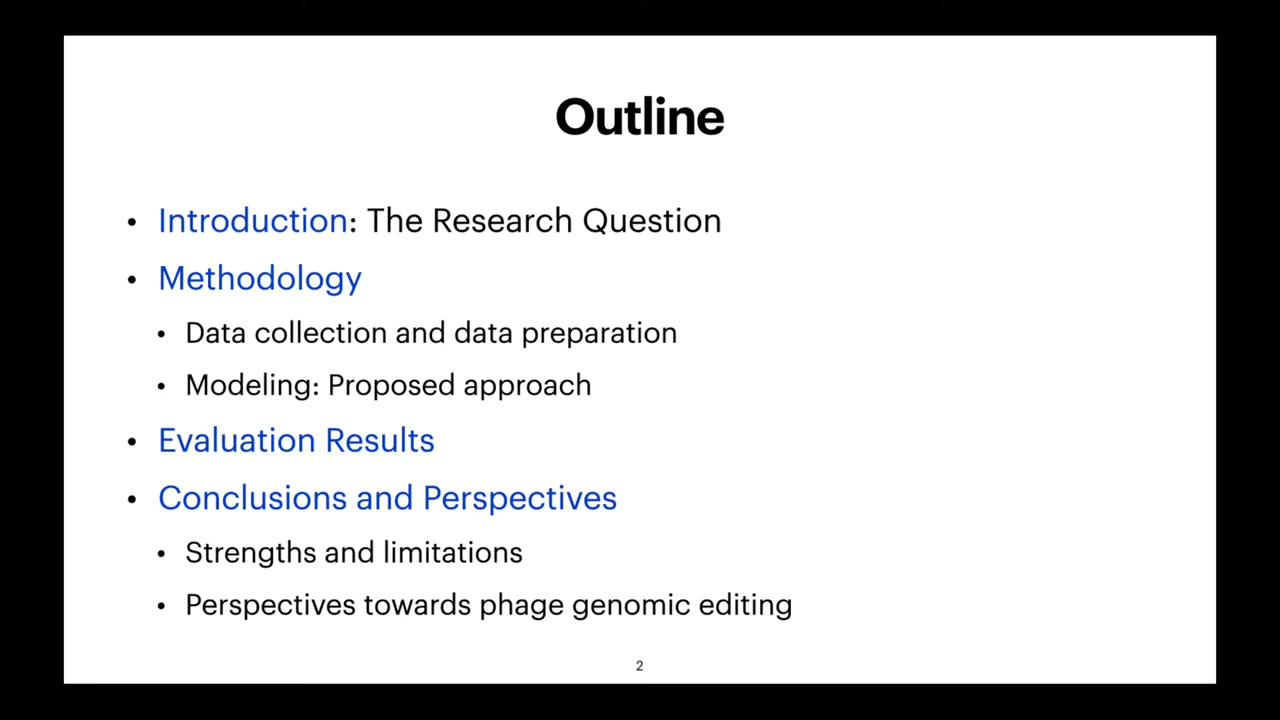 Outline
• Introduction: The Research Question
• Methodology
• Data collection and data preparation
• Modeling: Proposed approach
• Evaluation Results
• Conclusions and Perspectives
• Strengths and limitations
• Perspectives towards phage genomic editing
2